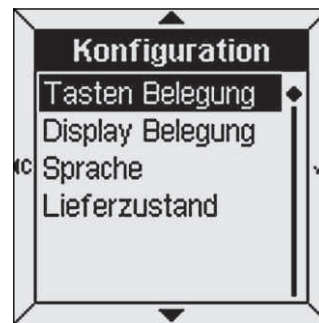 Konfiguration
Tasten Belegung
Display Belegung
Sprache
Lieferzustand